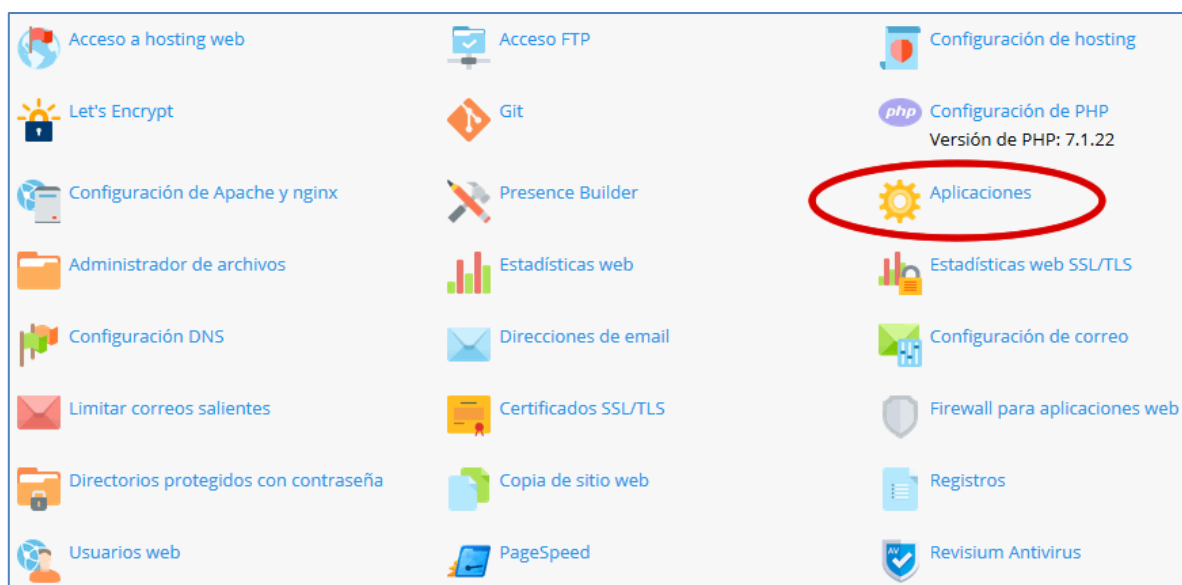 Acceso a hosting web
Acceso FTP
Configuración de hosting
Let's Encrypt
Git
php
Configuración de PHP
Versión de PHP: 7.1.22
Configuración de Apache y nginx
Presence Builder
Aplicaciones
Administrador de archivos
Estadísticas web
Estadísticas web SSL/TLS
Configuración DNS
Direcciones de email
Configuración de correo
Limitar correos salientes
Certificados SSL/TLS
Firewall para aplicaciones web
Directorios protegidos con contraseña
Copia de sitio web
Registros
Usuarios web
PageSpeed
AV
Revisium Antivirus